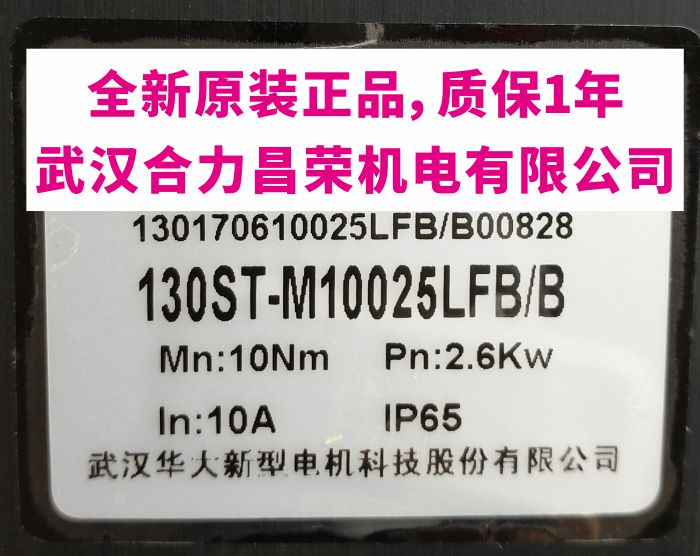 全新原装正品，质保1年
武汉合力昌荣机电有限公司
130170610025LFB/B00828
130ST-M10025LFB/B
Mn:10Nm Pn:2.6Kw
In:10A IP65
武汉华大新型电机科技股份有限公司